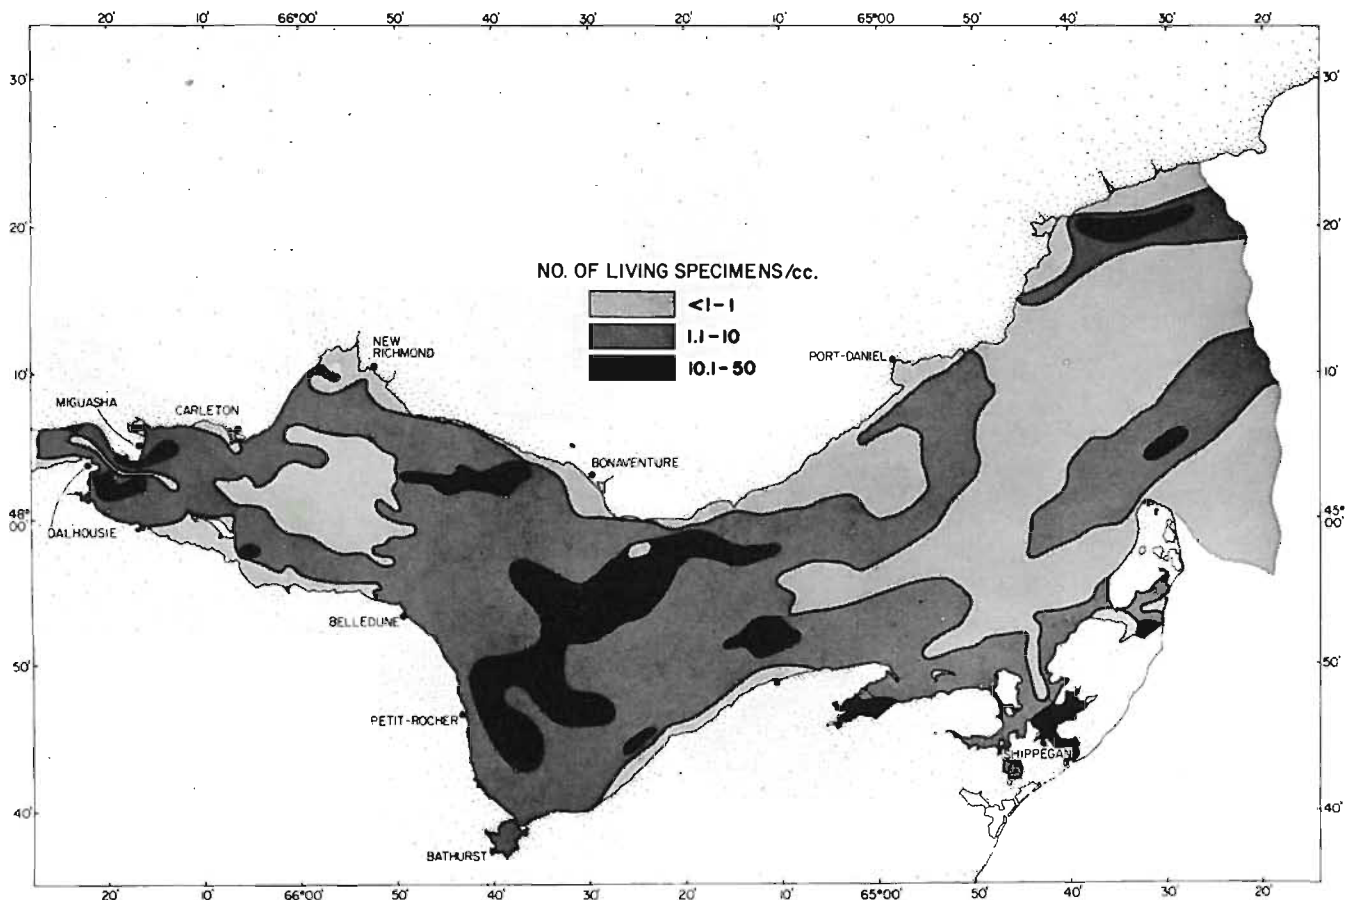 20' 10' 66°00' 50' 40' 30' 20' 10' 65°00' 50' 40' 30' 20'
30' 30'
20' 20'
NO. OF LIVING SPECIMENS/cc.
<1-1
1.1-10
10.1-50
NEW
RICHMOND
PORT-DANIEL
10' 10'
MIGUASHA
CARLETON
BONAVENTURE
48°
00'
45°
00'
DALHOUSIE
BELLEDUNE
50' 50'
PETIT-ROCHER
SHIPPEGAN
40' 40'
BATHURST
20' 10' 66°00' 50' 40' 30' 20' 10' 65°00' 50' 40' 30' 20'